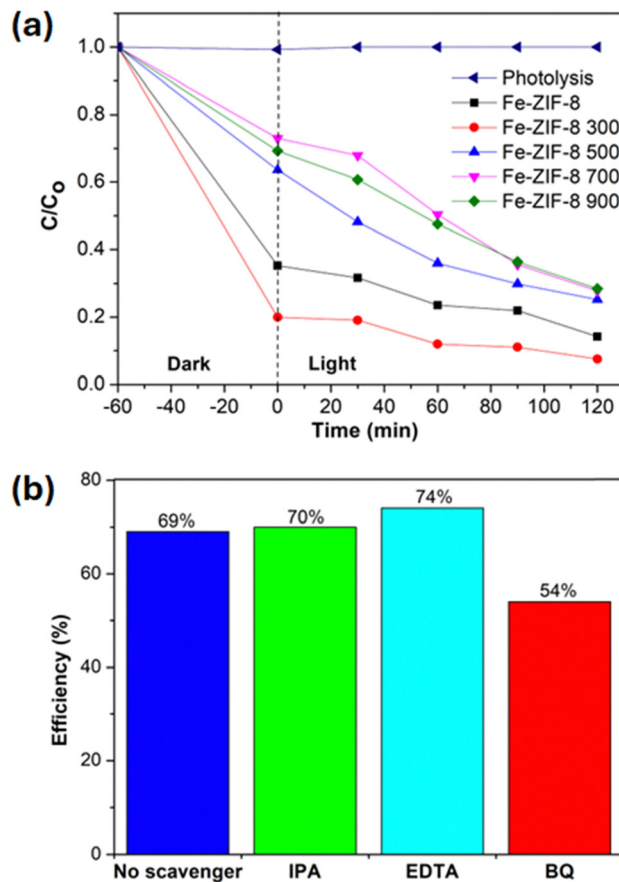 (a)
1.0
0.8
0.6
0.4
0.2
0.0
C/Co
Photolysis
Fe-ZIF-8
Fe-ZIF-8 300
Fe-ZIF-8 500
Fe-ZIF-8 700
Fe-ZIF-8 900
Dark
Light
-60 -40 -20 0 20 40 60 80 100 120
Time (min)
(b)
80
60
40
20
0
Efficiency (%)
69%
70%
74%
54%
No scavenger IPA EDTA BQ